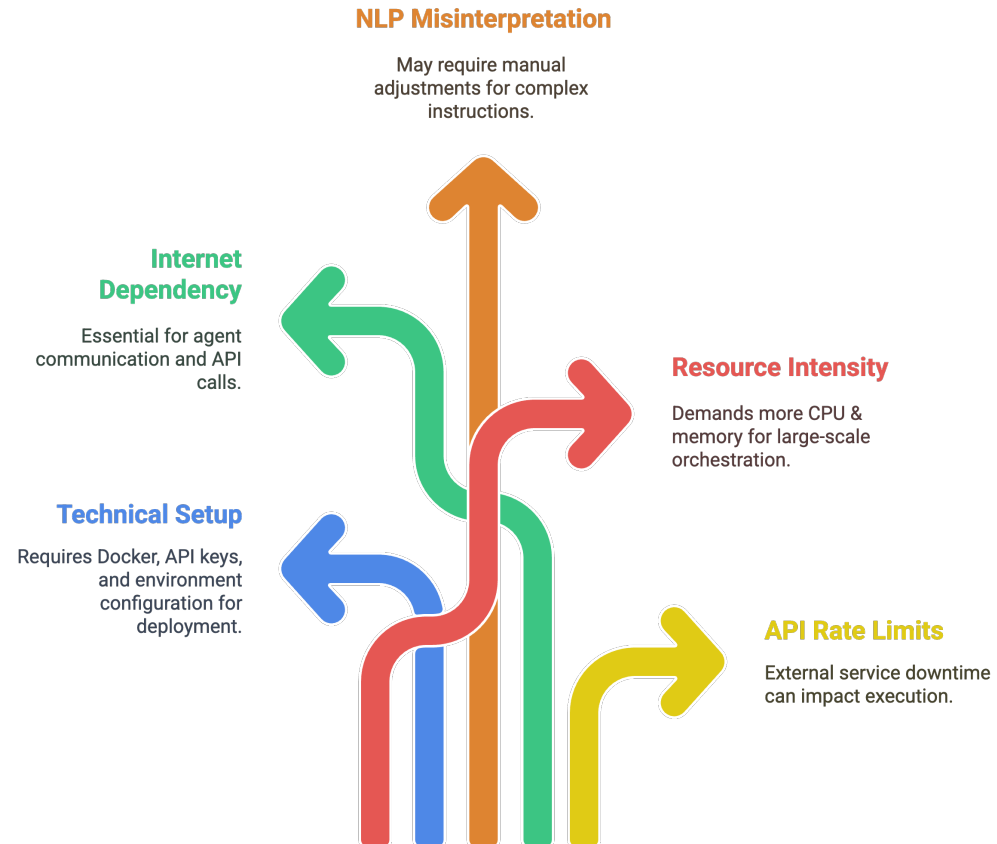 NLP Misinterpretation
May require manual
adjustments for complex
instructions.
Internet
Dependency
Essential for agent
communication and API
calls.
Resource Intensity
Demands more CPU &
memory for large-scale
orchestration.
Technical Setup
Requires Docker, API keys,
and environment
configuration for
deployment.
API Rate Limits
External service downtime
can impact execution.